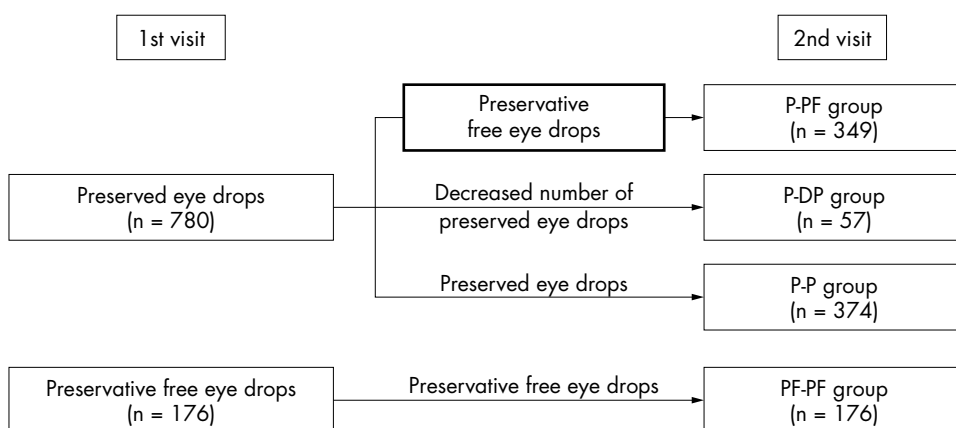 1st visit
2nd visit
Preservative
free eye drops
P-PF group
(n = 349)
Preserved eye drops
(n = 780)
Decreased number of
preserved eye drops
P-DP group
(n = 57)
Preserved eye drops
P-P group
(n = 374)
Preservative free eye drops
(n = 176)
Preservative free eye drops
PF-PF group
(n = 176)